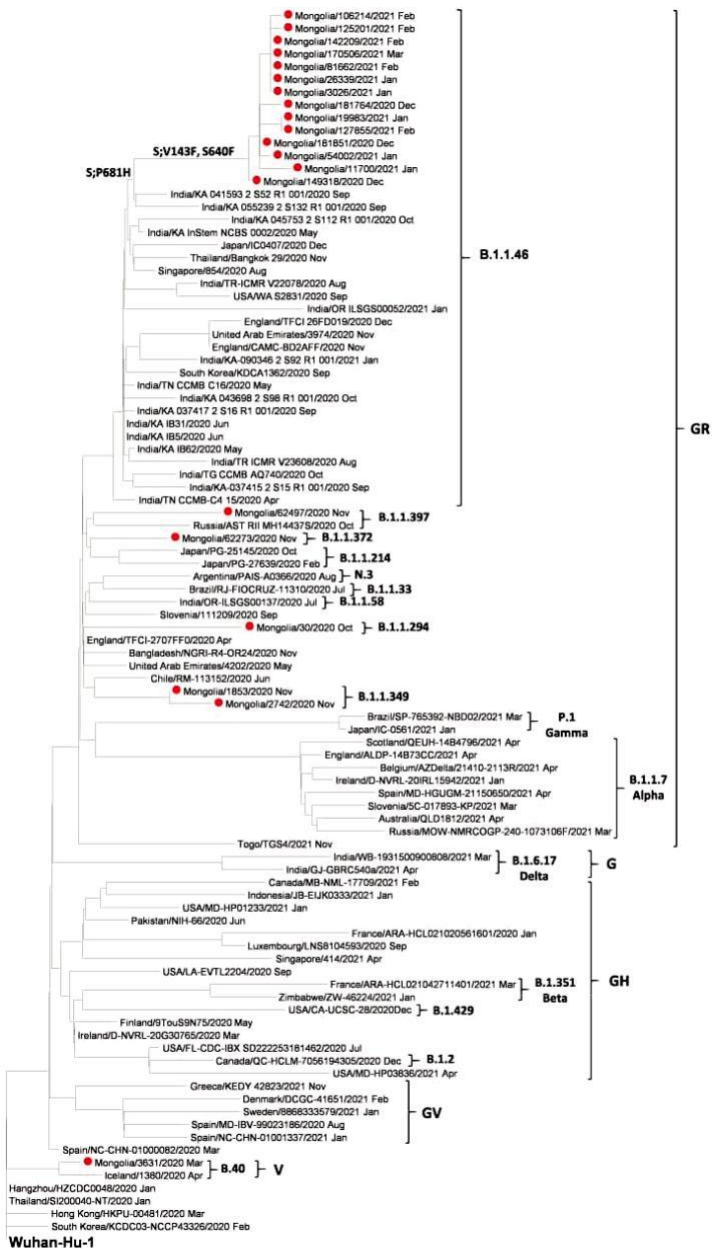 Mongolia/106214/2021 Feb
Mongolia/125201/2021 Feb
Mongolia/142209/2021 Feb
Mongolia/170506/2021 Mar
Mongolia/81662/2021 Feb
Mongolia/26339/2021 Jan
Mongolia/3026/2021 Jan
Mongolia/181764/2020 Dec
Mongolia/19983/2021 Jan
Mongolia/127855/2021 Feb
Mongolia/181851/2020 Dec
S;V143F, S640F
Mongolia/54002/2021 Jan
Mongolia/11700/2021 Jan
S;P681H
Mongolia/149318/2020 Dec
India/KA 041593 2 S52 R1 001/2020 Sep
India/KA 055239 2 S132 R1 001/2020 Sep
India/KA 045753 2 S112 R1 001/2020 Oct
India/KA InStem NCBS 0002/2020 May
Japan/IC0407/2020 Dec
B.1.1.46
Thailand/Bangkok 29/2020 Nov
Singapore/854/2020 Aug
India/TR-ICMR V22078/2020 Aug
USA/WA S2831/2020 Sep
India/OR ILSGS00052/2021 Jan
England/TFCI 26FD019/2020 Dec
United Arab Emirates/3974/2020 Nov
England/CAMC-BD2AFF/2020 Nov
India/KA-090346 2 S92 R1 001/2021 Jan
South Korea/KDCA1362/2020 Sep
India/TN CCMB C16/2020 May
India/KA 043698 2 S98 R1 001/2020 Oct
India/KA 037417 2 S16 R1 001/2020 Sep
India/KA IB31/2020 Jun
GR
India/KA IB5/2020 Jun
India/KA IB62/2020 May
India/TR ICMR V23608/2020 Aug
India/TG CCMB AQ740/2020 Oct
India/KA-037415 2 S15 R1 001/2020 Sep
India/TN CCMB-C4 15/2020 Apr
Mongolia/62497/2020 Nov
B.1.1.397
Russia/AST RII MH14437S/2020 Oct
Mongolia/62273/2020 Nov
B.1.1.372
Japan/PG-25145/2020 Oct
B.1.1.214
Japan/PG-27639/2020 Feb
Argentina/PAIS-A0366/2020 Aug
N.3
Brazil/RJ-FIOCRUZ-11310/2020 Jul
B.1.1.33
India/OR-ILSGS00137/2020 Jul
B.1.1.58
Slovenia/111209/2020 Sep
Mongolia/30/2020 Oct
B.1.1.294
England/TFCI-2707FF0/2020 Apr
Bangladesh/NGRI-R4-OR24/2020 Nov
United Arab Emirates/4202/2020 May
Chile/RM-113152/2020 Jun
Mongolia/1853/2020 Nov
B.1.1.349
Mongolia/2742/2020 Nov
Brazil/SP-765392-NBD02/2021 Mar
P.1
Japan/IC-0561/2021 Jan
Gamma
Scotland/QEUH-14B4796/2021 Apr
England/ALDP-14B73CC/2021 Apr
Belgium/AZDelta/21410-2113R/2021 Apr
Ireland/D-NVRL-20IRL15942/2021 Jan
B.1.1.7
Spain/MD-HGUGM-21150650/2021 Apr
Alpha
Slovenia/5C-017893-KP/2021 Mar
Australia/QLD1812/2021 Apr
Russia/MOW-NMRCOGP-240-1073106F/2021 Mar
Togo/TGS4/2021 Nov
India/WB-1931500900808/2021 Mar
B.1.6.17
G
India/GJ-GBRC540a/2021 Apr
Delta
Canada/MB-NML-17709/2021 Feb
Indonesia/JB-EIJK0333/2021 Jan
USA/MD-HP01233/2021 Jan
Pakistan/NIH-66/2020 Jun
France/ARA-HCL021020561601/2020 Jan
Luxembourg/LNS8104593/2020 Sep
Singapore/414/2021 Apr
USA/LA-EVTL2204/2020 Sep
GH
France/ARA-HCL021042711401/2021 Mar
B.1.351
Zimbabwe/ZW-46224/2021 Jan
Beta
USA/CA-UCSC-28/2020Dec
B.1.429
Finland/9TouS9N75/2020 May
Ireland/D-NVRL-20G30765/2020 Mar
USA/FL-CDC-IBX SD222253181462/2020 Jul
Canada/QC-HCLM-7056194305/2020 Dec
B.1.2
USA/MD-HP03836/2021 Apr
Greece/KEDY 42823/2021 Nov
Denmark/DCGC-41651/2021 Feb
GV
Sweden/8868333579/2021 Jan
Spain/MD-IBV-99023186/2020 Aug
Spain/NC-CHN-01001337/2021 Jan
Spain/NC-CHN-01000082/2020 Mar
Mongolia/3631/2020 Mar
B.40
V
Iceland/1380/2020 Apr
Hangzhou/HZCDC0048/2020 Jan
Thailand/SI200040-NT/2020 Jan
Hong Kong/HKPU-00481/2020 Mar
South Korea/KCDC03-NCCP43326/2020 Feb
Wuhan-Hu-1